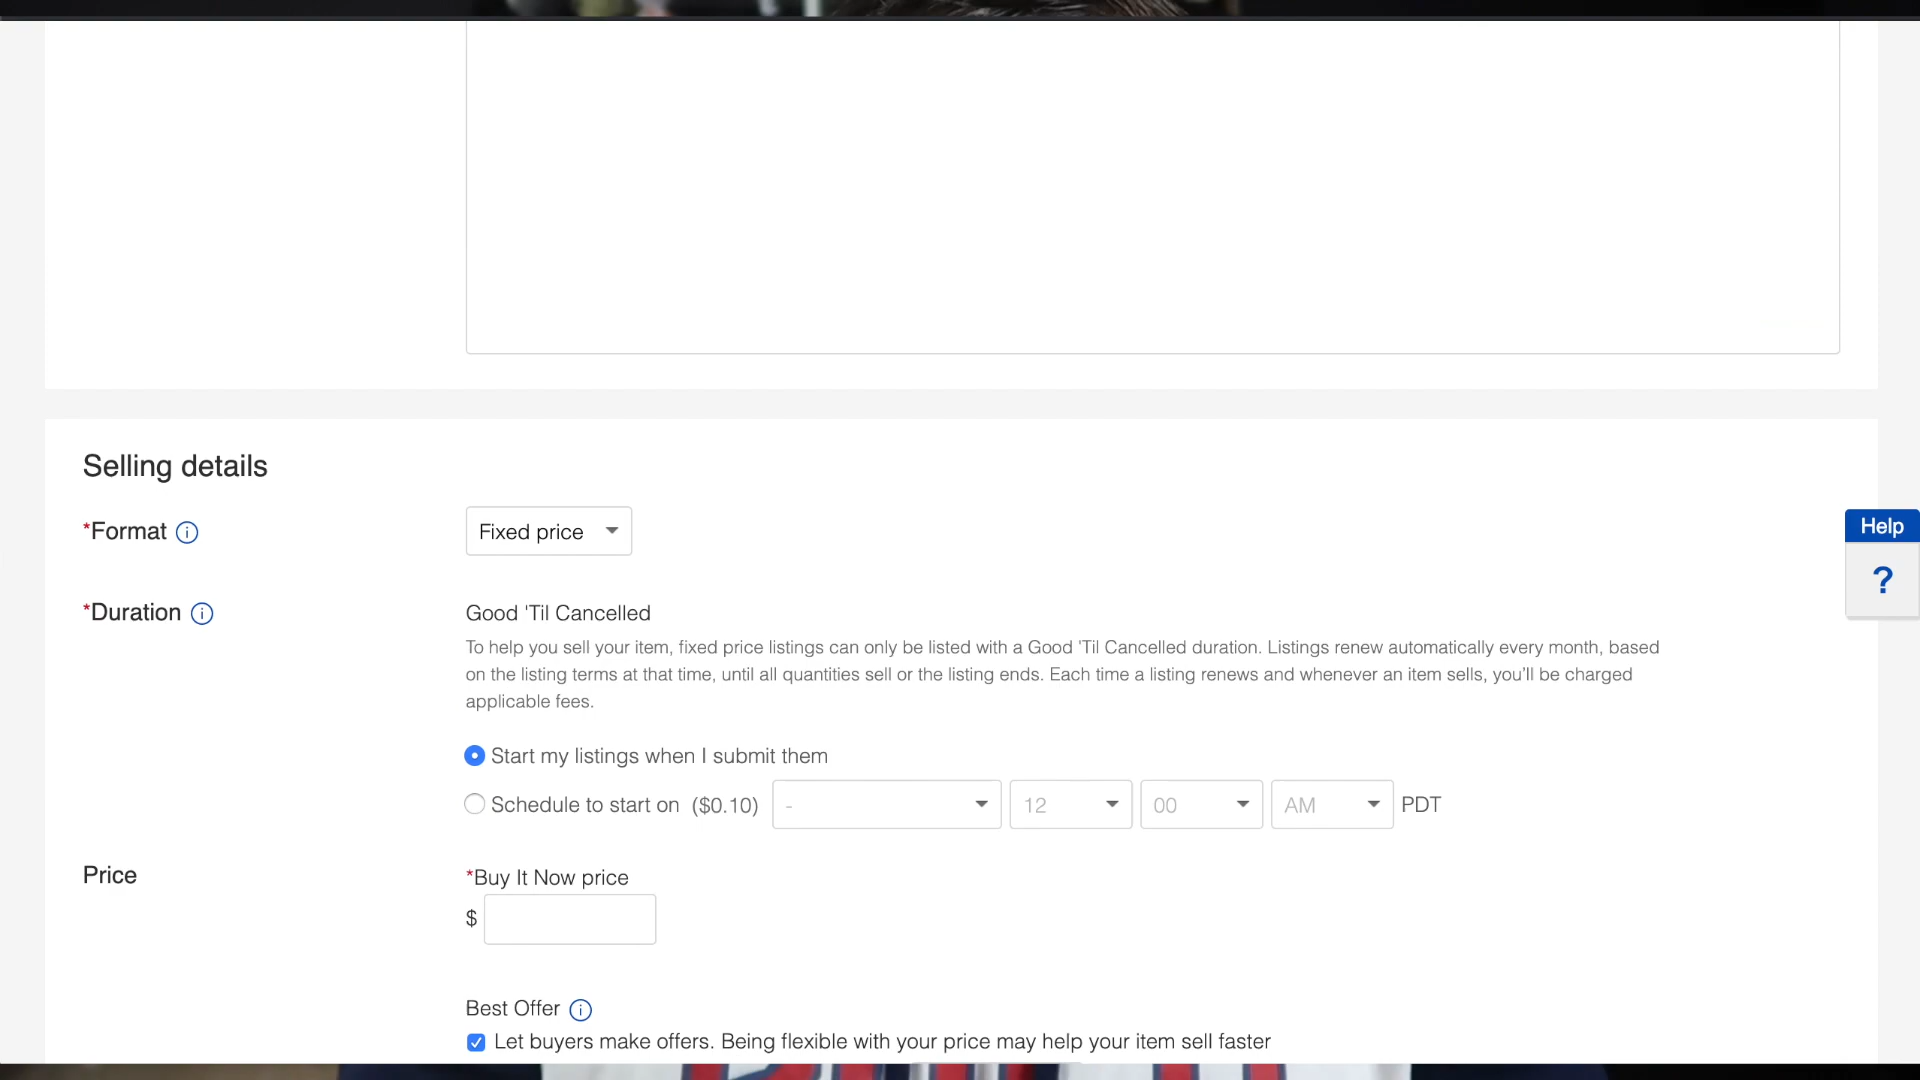 Selling details
*Format
Fixed price
Help
?
*Duration
Good 'Til Cancelled
To help you sell your item, fixed price listings can only be listed with a Good 'Til Cancelled duration. Listings renew automatically every month, based
on the listing terms at that time, until all quantities sell or the listing ends. Each time a listing renews and whenever an item sells, you'll be charged
applicable fees.
Start my listings when I submit them
Schedule to start on ($0.10) - 12 00 AM PDT
Price
*Buy It Now price
$
Best Offer
Let buyers make offers. Being flexible with your price may help your item sell faster